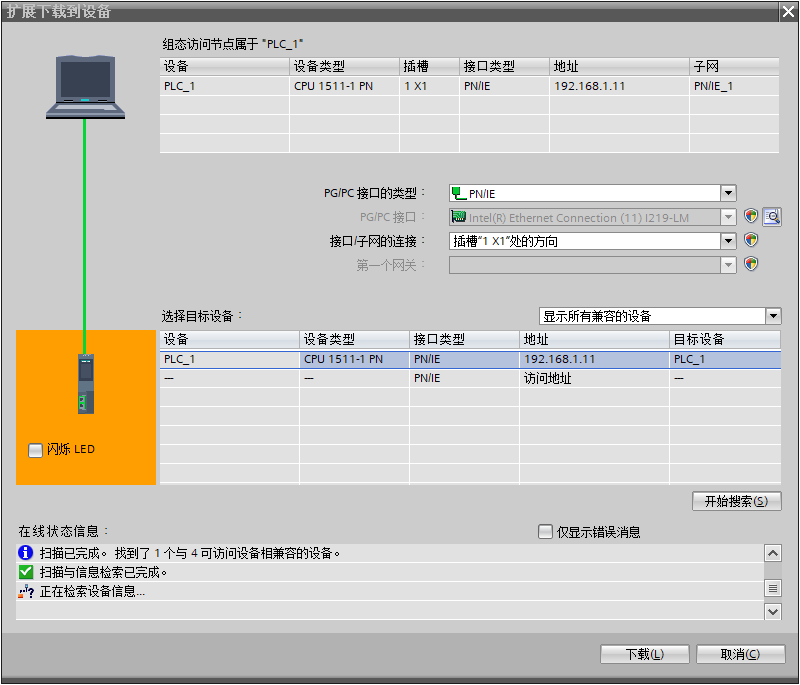 扩展下载到设备
组态访问节点属于 "PLC_1"
设备 设备类型 插槽 接口类型 地址 子网
PLC_1 CPU 1511-1 PN 1 X1 PN/IE 192.168.1.11 PN/IE_1
PG/PC 接口的类型： PN/IE
PG/PC 接口： Intel(R) Ethernet Connection (11) I219-LM
接口/子网的连接： 插槽"1 X1"处的方向
第一个网关：
选择目标设备： 显示所有兼容的设备
设备 设备类型 接口类型 地址 目标设备
PLC_1 CPU 1511-1 PN PN/IE 192.168.1.11 PLC_1
--- --- PN/IE 访问地址 ---
闪烁 LED
开始搜索(S)
在线状态信息： 仅显示错误消息
扫描已完成。 找到了 1 个与 4 可访问设备相兼容的设备。
扫描与信息检索已完成。
正在检索设备信息...
下载(L) 取消(C)